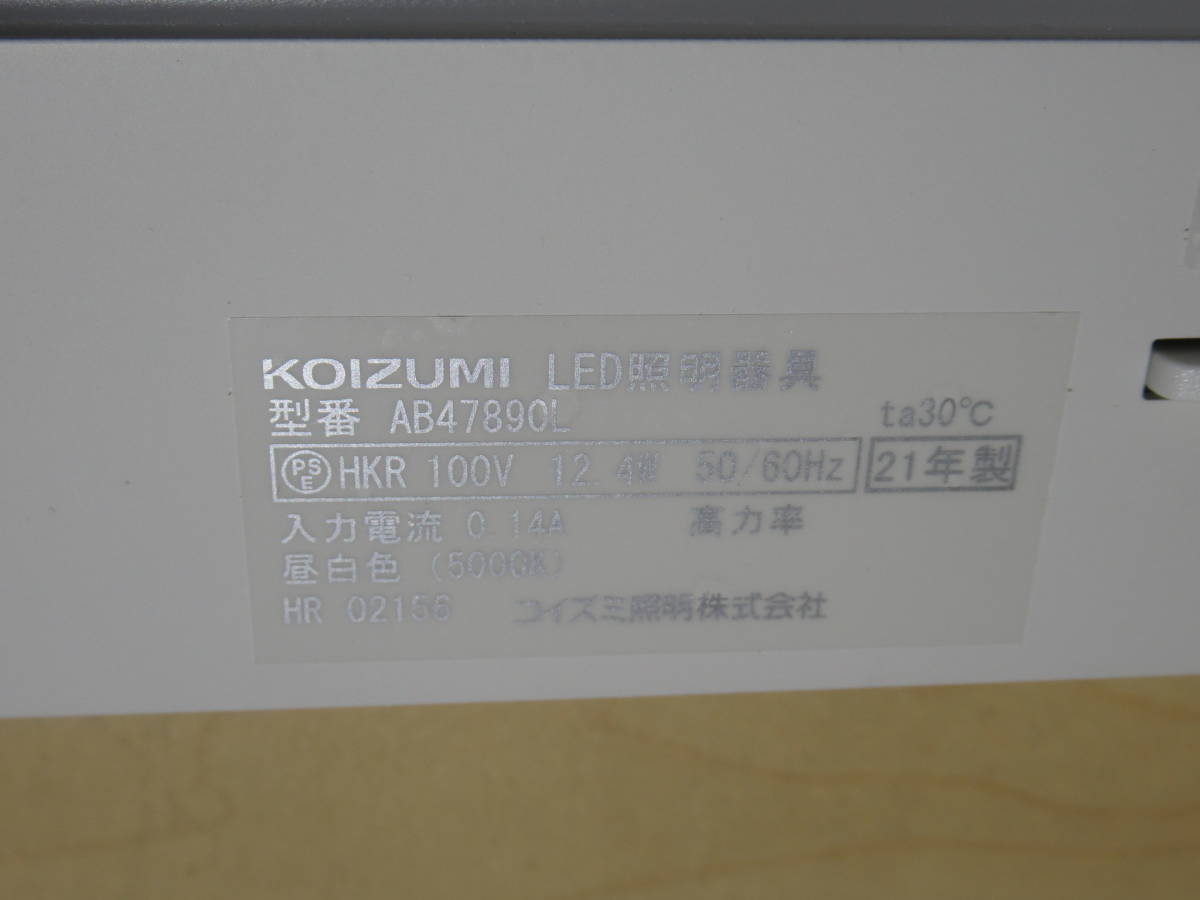 KOIZUMI LED照明器具
型番 AB47890L ta30℃
PSE HKR 100V 12.4W 50/60Hz 21年製
入力電流 0.14A 高力率
昼白色 (5000K)
HR 02156 コイズミ照明株式会社